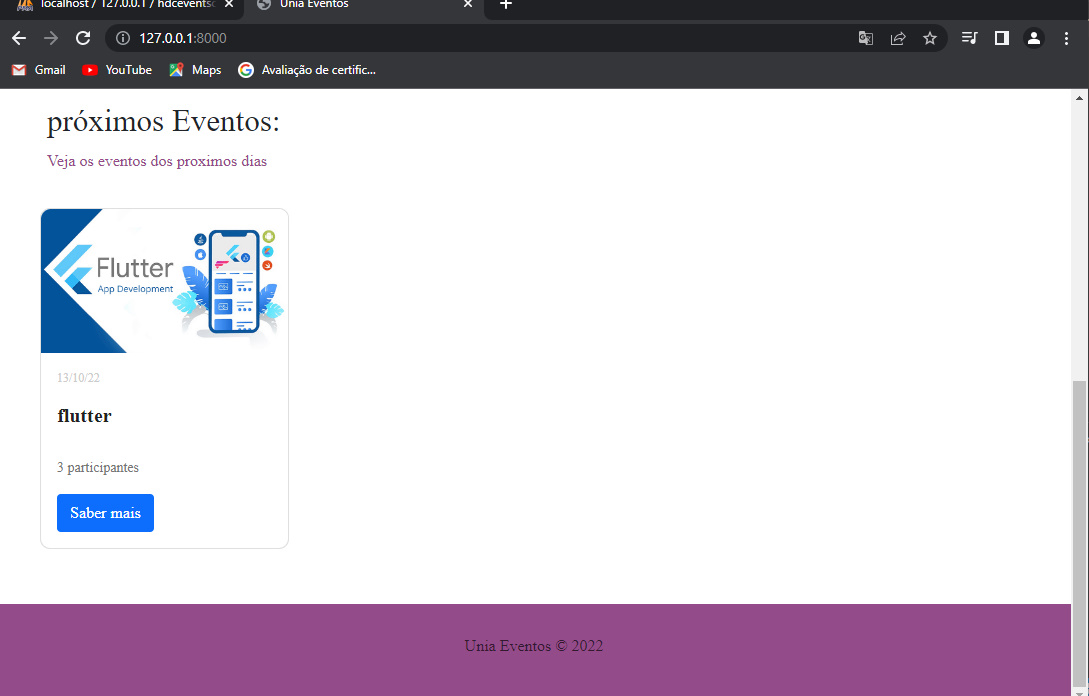 localhost / 127.0.0.1 / hdcevents
Unia Eventos
127.0.0.1:8000
Gmail
YouTube
Maps
Avaliação de certific...
próximos Eventos:
Veja os eventos dos proximos dias
Flutter
App Development
13/10/22
flutter
3 participantes
Saber mais
Unia Eventos © 2022